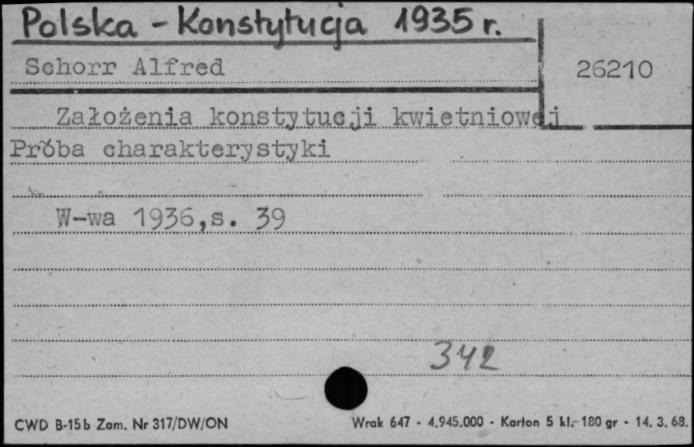 Polska - Konstytucja 1935 r.
Schorr Alfred
26210
Założenia konstytucji kwietniowej
Próba charakterystyki
W-wa 1936,s. 39
342
CWD B-15b Zam. Nr 317/DW/ON Wrak 647 - 4.945.000 - Karton 5 kl.- 180 gr - 14. 3. 68.